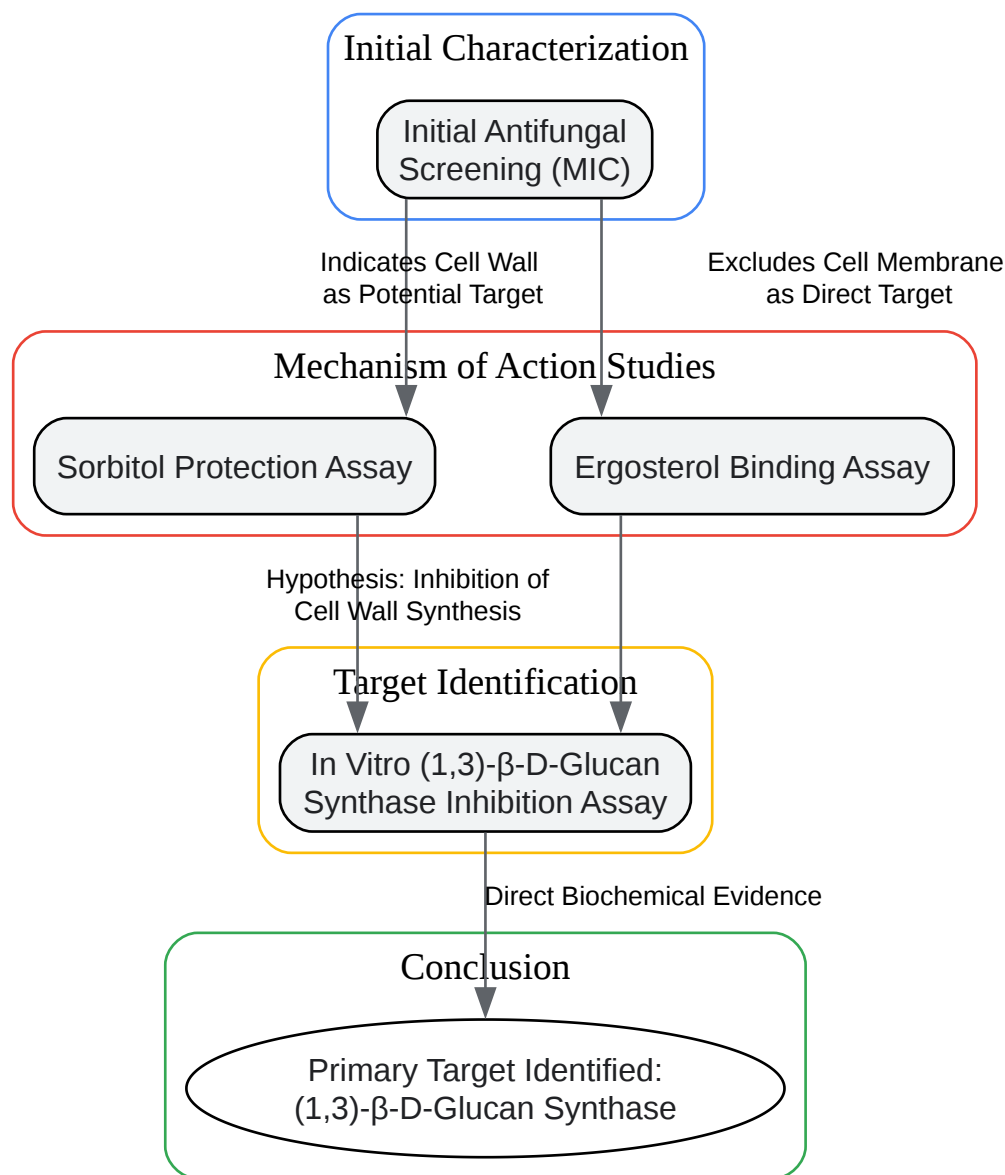 Initial Characterization
Initial Antifungal
Screening (MIC)
Indicates Cell Wall
as Potential Target
Excludes Cell Membrane
as Direct Target
Mechanism of Action Studies
Sorbitol Protection Assay
Ergosterol Binding Assay
Hypothesis: Inhibition of
Cell Wall Synthesis
Target Identification
In Vitro (1,3)-β-D-Glucan
Synthase Inhibition Assay
Direct Biochemical Evidence
Conclusion
Primary Target Identified:
(1,3)-β-D-Glucan Synthase